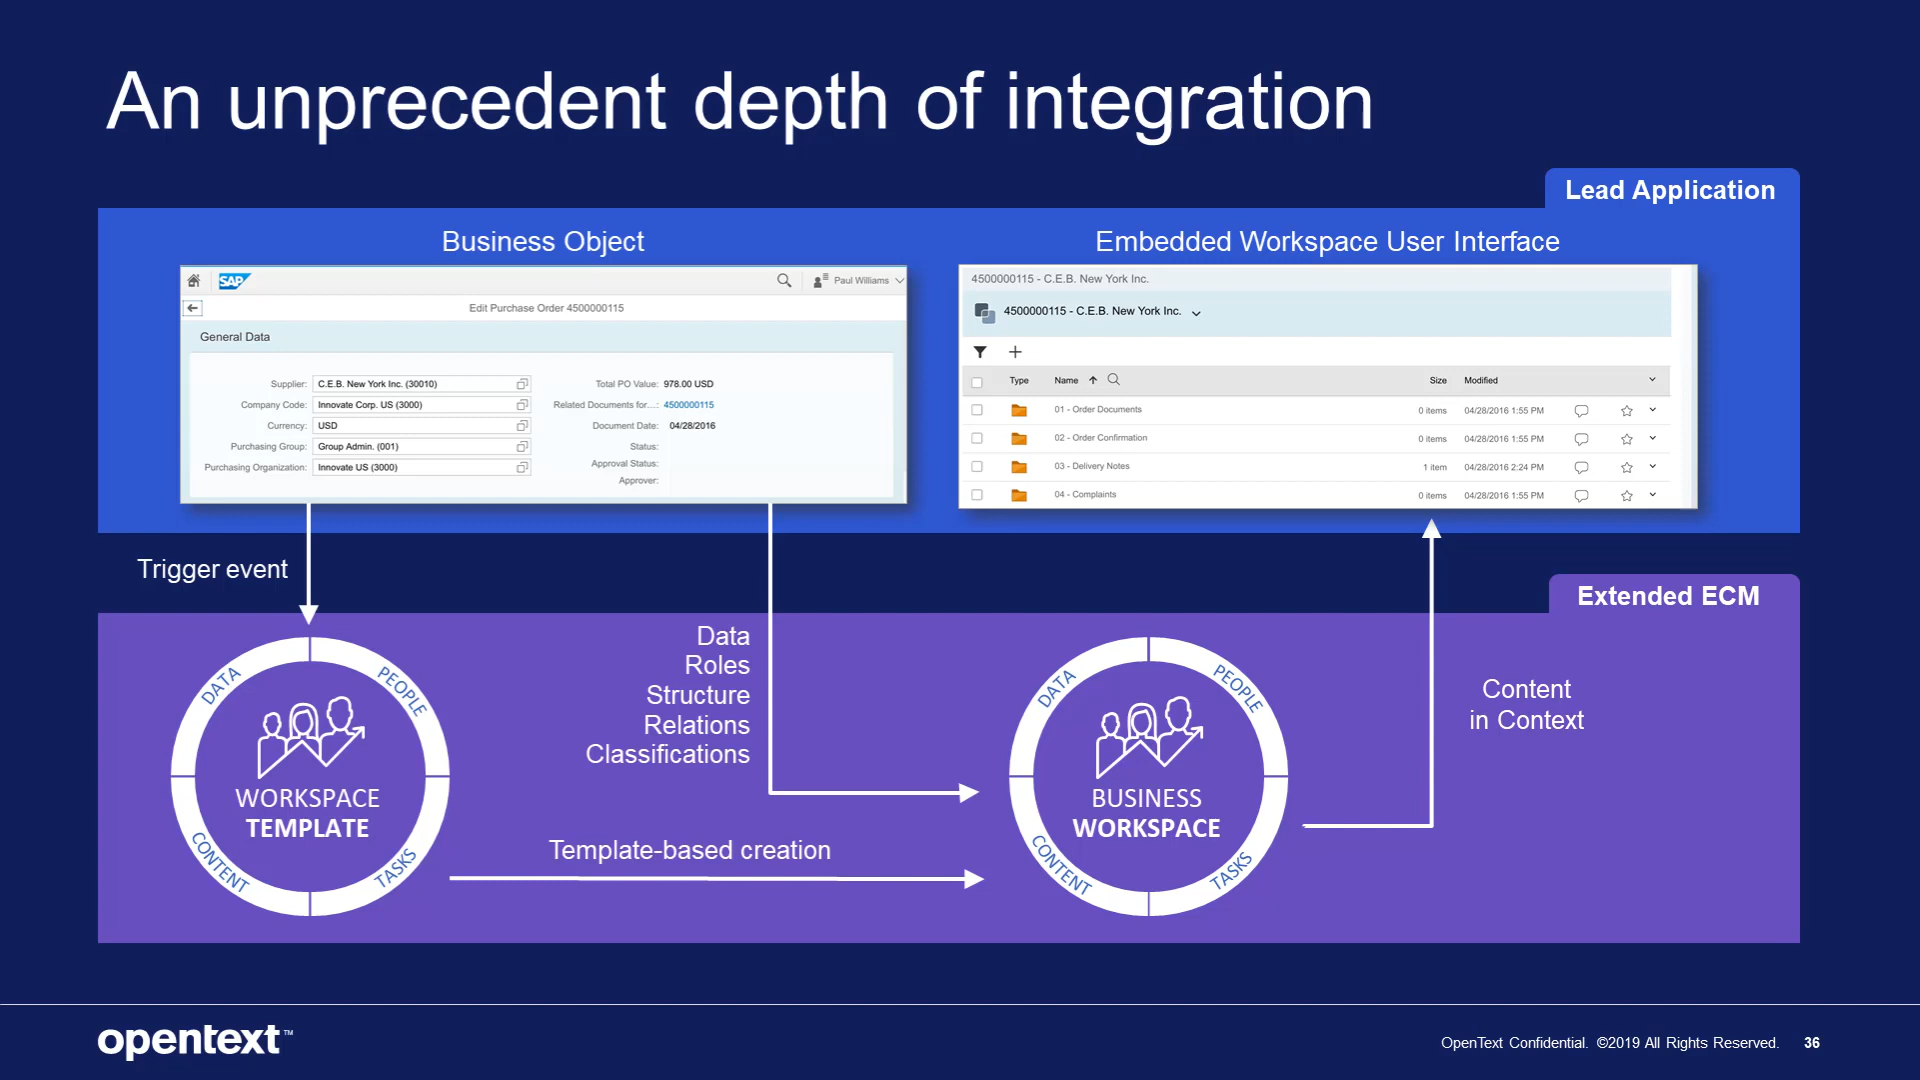 An unprecedent depth of integration
Lead Application
Business Object
SAP
Paul Williams
Edit Purchase Order 4500000115
General Data
Supplier: C.E.B. New York Inc. (30010)
Total PO Value: 978.00 USD
Company Code: Innovate Corp. US (3000)
Related Documents for...: 4500000115
Currency: USD
Document Date: 04/28/2016
Purchasing Group: Group Admin. (001)
Status:
Purchasing Organization: Innovate US (3000)
Approval Status:
Approver:
Embedded Workspace User Interface
4500000115 - C.E.B. New York Inc.
4500000115 - C.E.B. New York Inc.
Type Name Size Modified
01 - Order Documents 0 items 04/28/2016 1:55 PM
02 - Order Confirmation 0 items 04/28/2016 1:55 PM
03 - Delivery Notes 1 item 04/28/2016 2:24 PM
04 - Complaints 0 items 04/28/2016 1:55 PM
Trigger event
Extended ECM
DATA
PEOPLE
WORKSPACE
TEMPLATE
CONTENT
TASKS
Data
Roles
Structure
Relations
Classifications
Template-based creation
DATA
PEOPLE
BUSINESS
WORKSPACE
CONTENT
TASKS
Content
in Context
opentext™
OpenText Confidential. ©2019 All Rights Reserved. 36